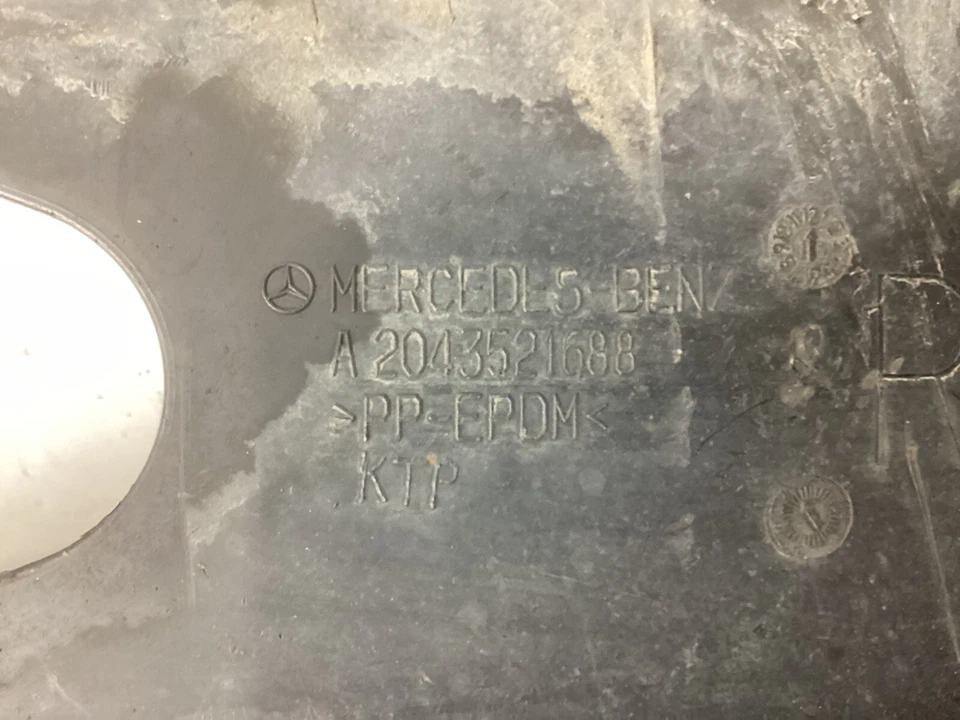 MERCEDES-BENZ
A 2043521688
>PP-EPDM<
KTP
R